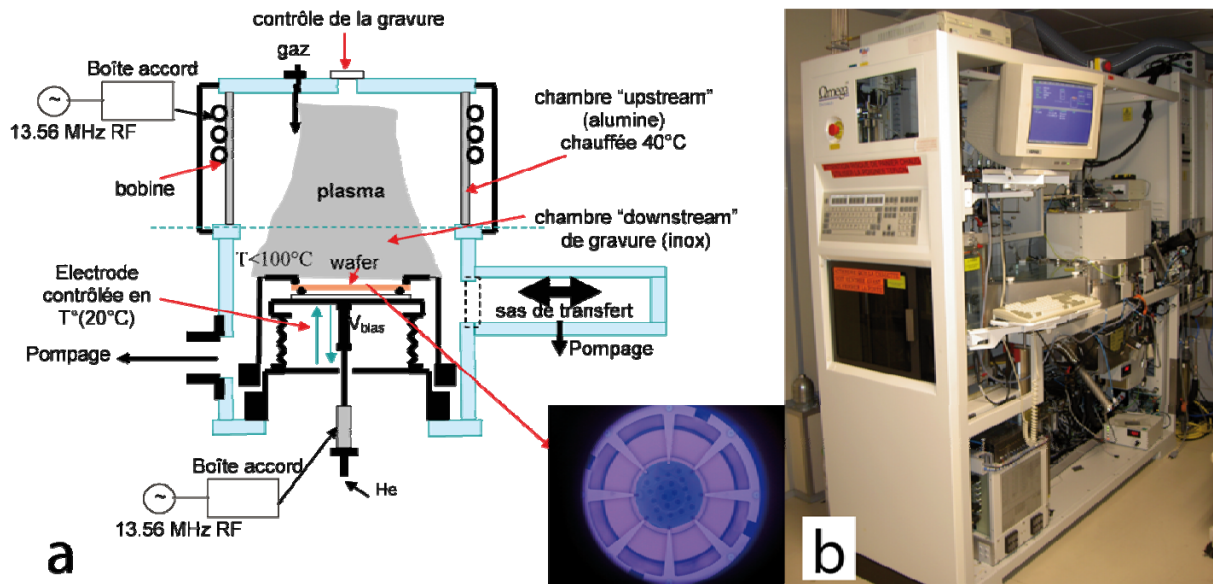 contrôle de la gravure
gaz
Boîte accord
~
13.56 MHz RF
bobine
chambre "upstream"
(alumine)
chauffée 40°C
plasma
chambre "downstream"
de gravure (inox)
T<100°C
wafer
Electrode
contrôlée en
T°(20°C)
Vbias
sas de transfert
Pompage
Pompage
Boîte accord
~
13.56 MHz RF
He
a
Omega
b